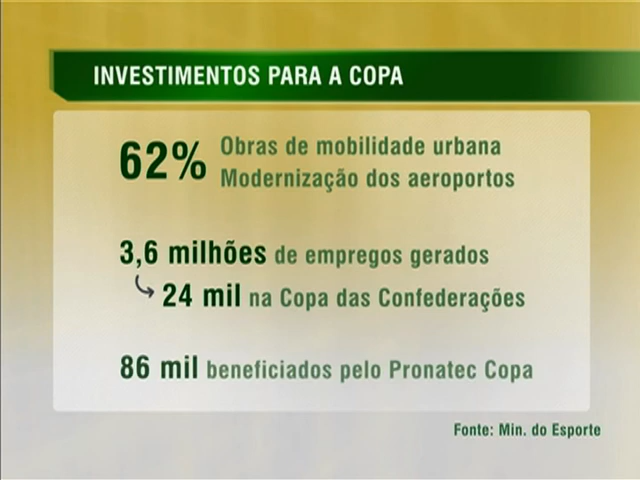 INVESTIMENTOS PARA A COPA
62% Obras de mobilidade urbana
Modernização dos aeroportos
3,6 milhões de empregos gerados
24 mil na Copa das Confederações
86 mil beneficiados pelo Pronatec Copa
Fonte: Min. do Esporte